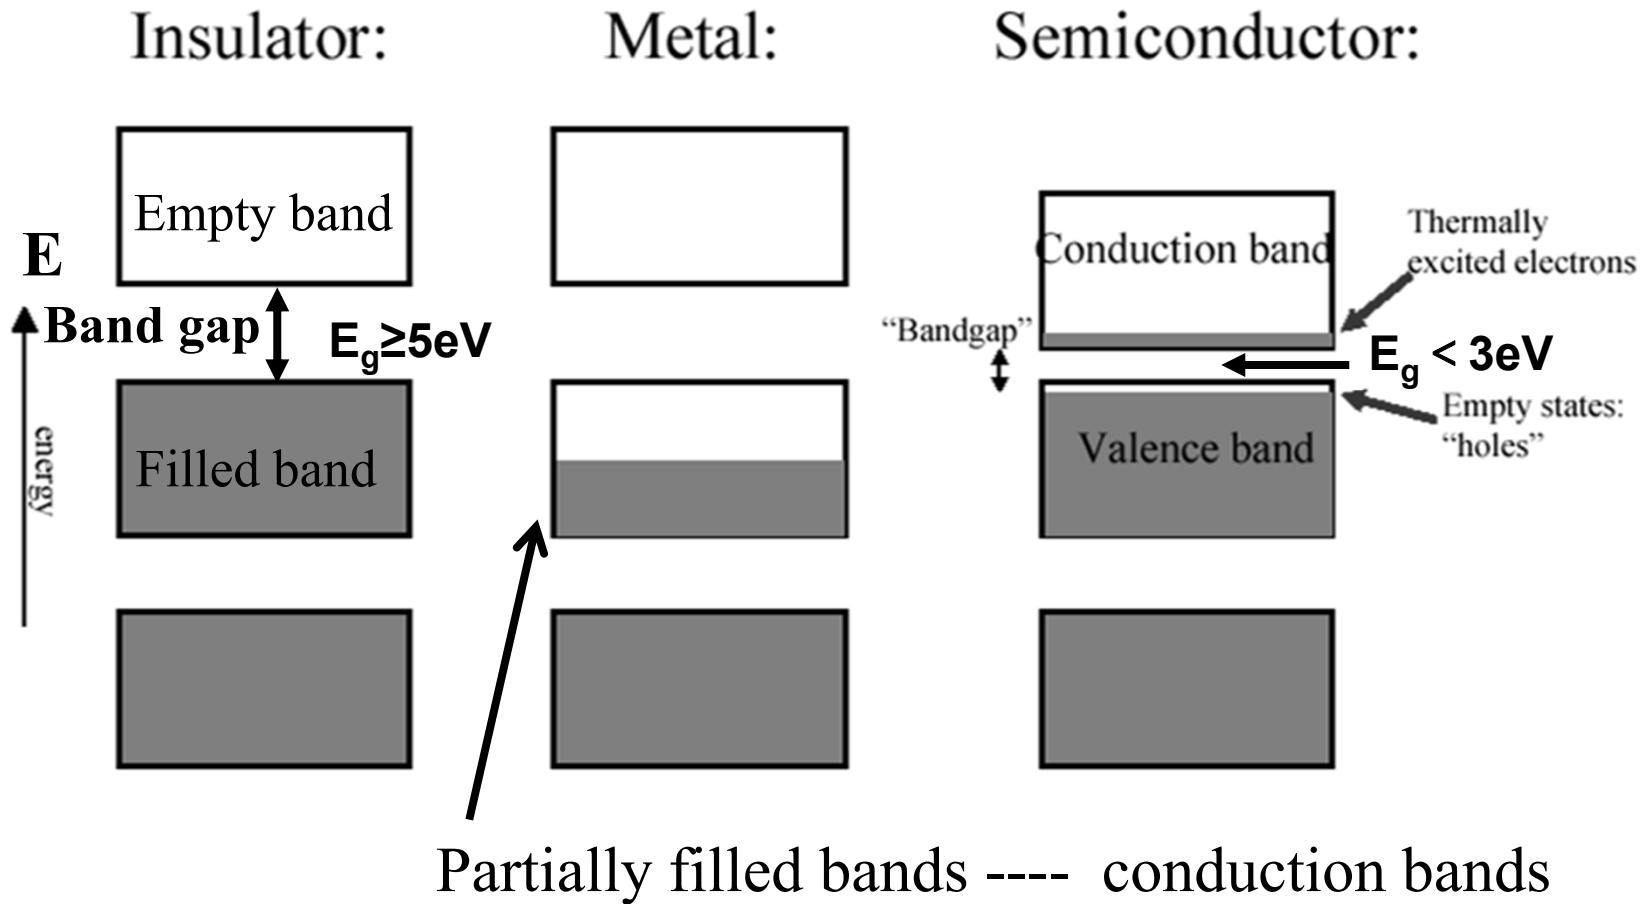 Insulator:
Metal:
Semiconductor:
Empty band
E
Band gap
Eg≥5eV
energy
Filled band
Conduction band
Thermally
excited electrons
“Bandgap”
Eg < 3eV
Empty states:
“holes”
Valence band
Partially filled bands ---- conduction bands